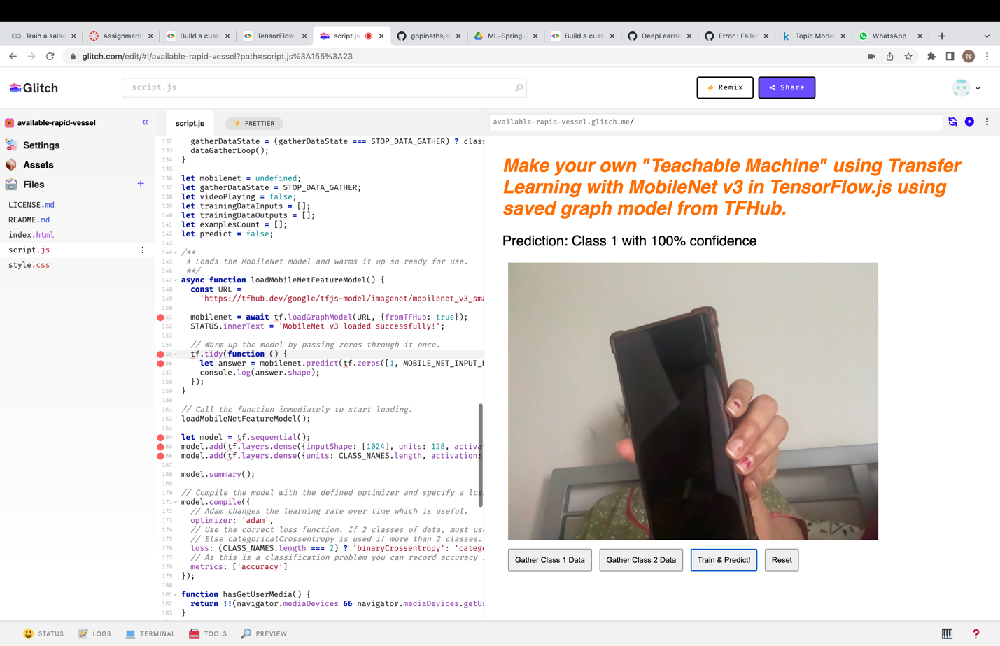 Train a salad
Assignment
Build a custo
TensorFlow.
script.js
gopinathsjsu
ML-Spring-
Build a custo
DeepLearnin
Error : Failed
Topic Model
WhatsApp
glitch.com/edit/#!/available-rapid-vessel?path=script.js%3A155%3A23
N
Glitch
script.js
Remix
Share
available-rapid-vessel
Settings
Assets
Files
LICENSE.md
README.md
index.html
script.js
style.css
script.js
PRETTIER
132 gatherDataState = (gatherDataState === STOP_DATA_GATHER) ? class
133 dataGatherLoop();
134 }
135
136 let mobilenet = undefined;
137 let gatherDataState = STOP_DATA_GATHER;
138 let videoPlaying = false;
139 let trainingDataInputs = [];
140 let trainingDataOutputs = [];
141 let examplesCount = [];
142 let predict = false;
143
144 /**
145 * Loads the MobileNet model and warms it up so ready for use.
146 **/
147 async function loadMobileNetFeatureModel() {
148 const URL =
149 'https://tfhub.dev/google/tfjs-model/imagenet/mobilenet_v3_sma
150
51 mobilenet = await tf.loadGraphModel(URL, {fromTFHub: true});
152 STATUS.innerText = 'MobileNet v3 loaded successfully!';
153
154 // Warm up the model by passing zeros through it once.
55 tf.tidy(function () {
56 let answer = mobilenet.predict(tf.zeros([1, MOBILE_NET_INPUT_H
157 console.log(answer.shape);
158 });
159 }
160
161 // Call the function immediately to start loading.
162 loadMobileNetFeatureModel();
163
64 let model = tf.sequential();
65 model.add(tf.layers.dense({inputShape: [1024], units: 128, activat
66 model.add(tf.layers.dense({units: CLASS_NAMES.length, activation:
167
168 model.summary();
169
170 // Compile the model with the defined optimizer and specify a los
171 model.compile({
172 // Adam changes the learning rate over time which is useful.
173 optimizer: 'adam',
174 // Use the correct loss function. If 2 classes of data, must use
175 // Else categoricalCrossentropy is used if more than 2 classes.
176 loss: (CLASS_NAMES.length === 2) ? 'binaryCrossentropy': 'catego
177 // As this is a classification problem you can record accuracy
178 metrics: ['accuracy']
179 });
180
181 function hasGetUserMedia() {
182 return !!(navigator.mediaDevices && navigator.mediaDevices.getUs
183 }
available-rapid-vessel.glitch.me/
Make your own "Teachable Machine" using Transfer
Learning with MobileNet v3 in TensorFlow.js using
saved graph model from TFHub.
Prediction: Class 1 with 100% confidence
Gather Class 1 Data
Gather Class 2 Data
Train & Predict!
Reset
STATUS
LOGS
TERMINAL
TOOLS
PREVIEW
?